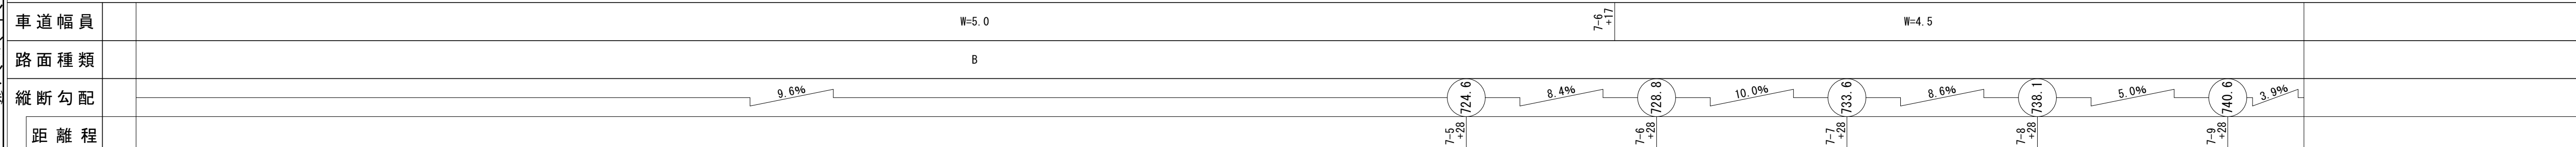 車道幅員 W=5.0 7-6 +17 W=4.5
路面種類 B
縦断勾配 9.6% 724.6 8.4% 728.8 10.0% 733.6 8.6% 738.1 5.0% 740.6 3.9%
距離程 7-5 +28 7-6 +28 7-7 +28 7-8 +28 7-9 +28